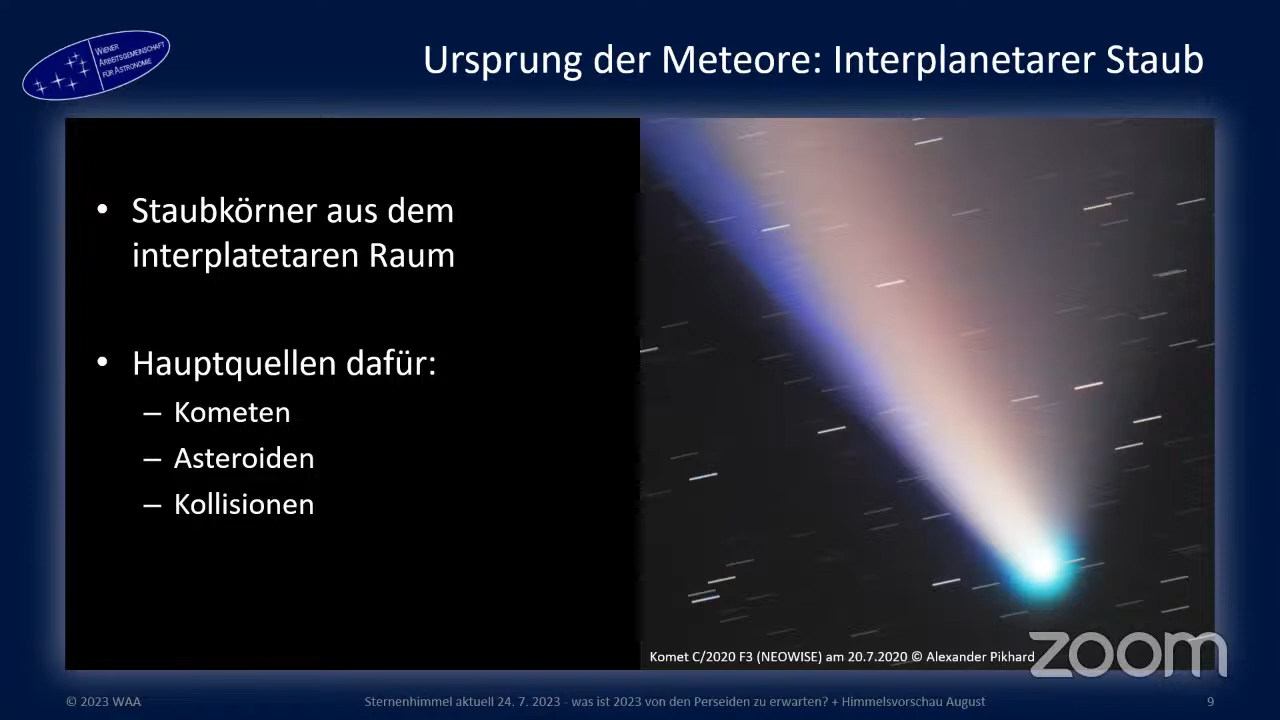 WIENER
ARBEITSGEMEINSCHAFT
FÜR ASTRONOMIE
Ursprung der Meteore: Interplanetarer Staub
• Staubkörner aus dem
interplatetaren Raum
• Hauptquellen dafür:
– Kometen
– Asteroiden
– Kollisionen
Komet C/2020 F3 (NEOWISE) am 20.7.2020 © Alexander Pikhard
zoom
© 2023 WAA
Sternenhimmel aktuell 24. 7. 2023 - was ist 2023 von den Perseiden zu erwarten? + Himmelsvorschau August
9